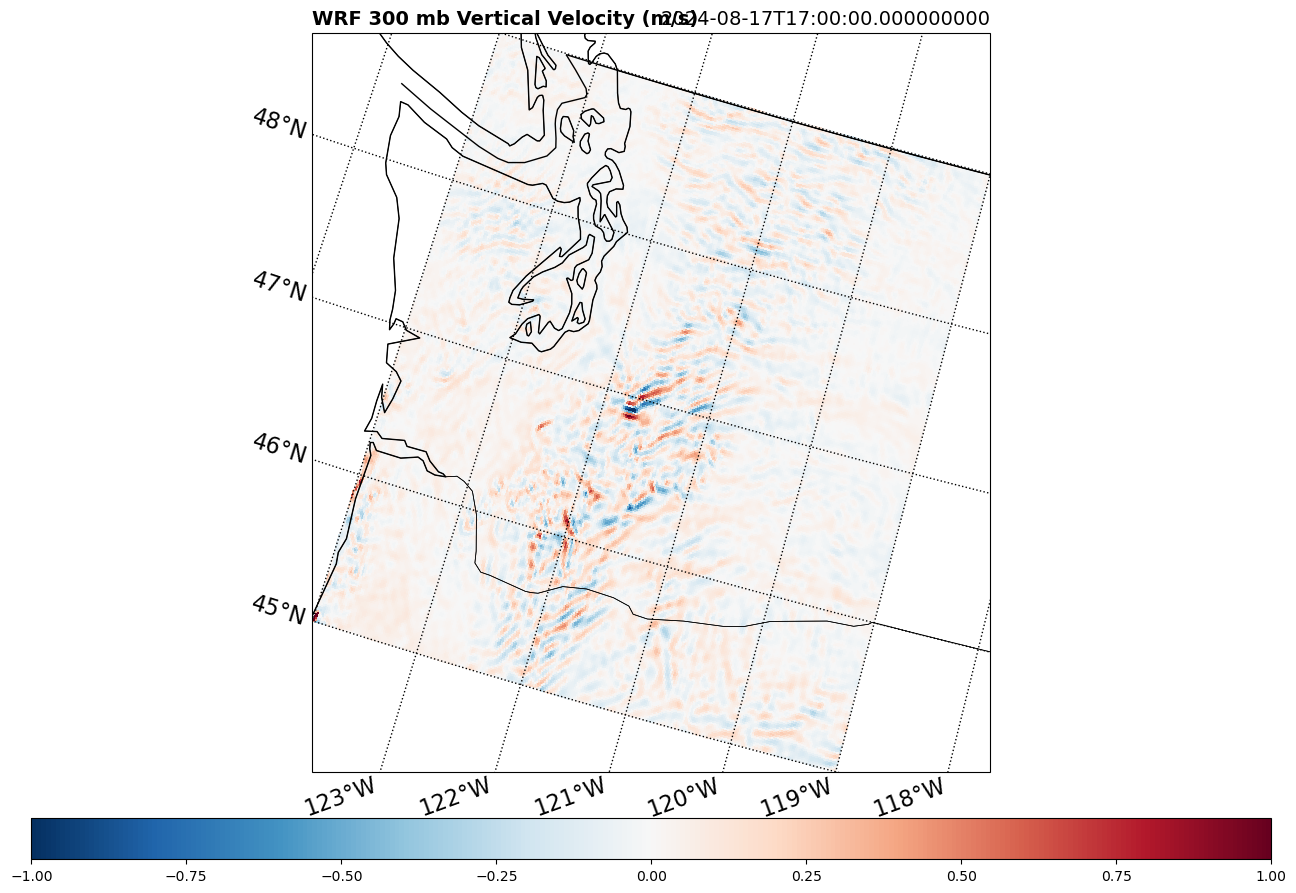 WRF 300 mb Vertical Velocity (m/s) 2024-08-17T17:00:00.000000000
48°N
47°N
46°N
45°N
123°W 122°W 121°W 120°W 119°W 118°W
−1.00 −0.75 −0.50 −0.25 0.00 0.25 0.50 0.75 1.00